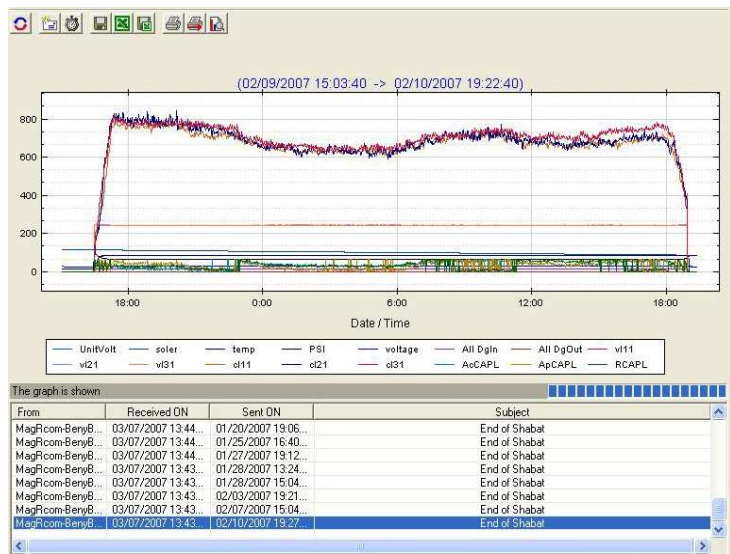 (02/09/2007 15:03:40 -> 02/10/2007 19:22:40)
800
600
400
200
0
18:00 0:00 6:00 12:00 18:00
Date / Time
UnitVolt soler temp PSI voltage All DgIn All DgOut vl11
vl21 vl31 cl11 cl21 cl31 AcCAPL ApCAPL RCAPL
The graph is shown
From Received ON Sent ON Subject
MagRcom-BenyB... 03/07/2007 13:44... 01/20/2007 19:06... End of Shabat
MagRcom-BenyB... 03/07/2007 13:44... 01/25/2007 16:40... End of Shabat
MagRcom-BenyB... 03/07/2007 13:44... 01/27/2007 19:12... End of Shabat
MagRcom-BenyB... 03/07/2007 13:43... 01/28/2007 13:24... End of Shabat
MagRcom-BenyB... 03/07/2007 13:43... 01/28/2007 15:04... End of Shabat
MagRcom-BenyB... 03/07/2007 13:43... 02/03/2007 19:21... End of Shabat
MagRcom-BenyB... 03/07/2007 13:43... 02/07/2007 15:04... End of Shabat
MagRcom-BenyB... 03/07/2007 13:43... 02/10/2007 19:27... End of Shabat